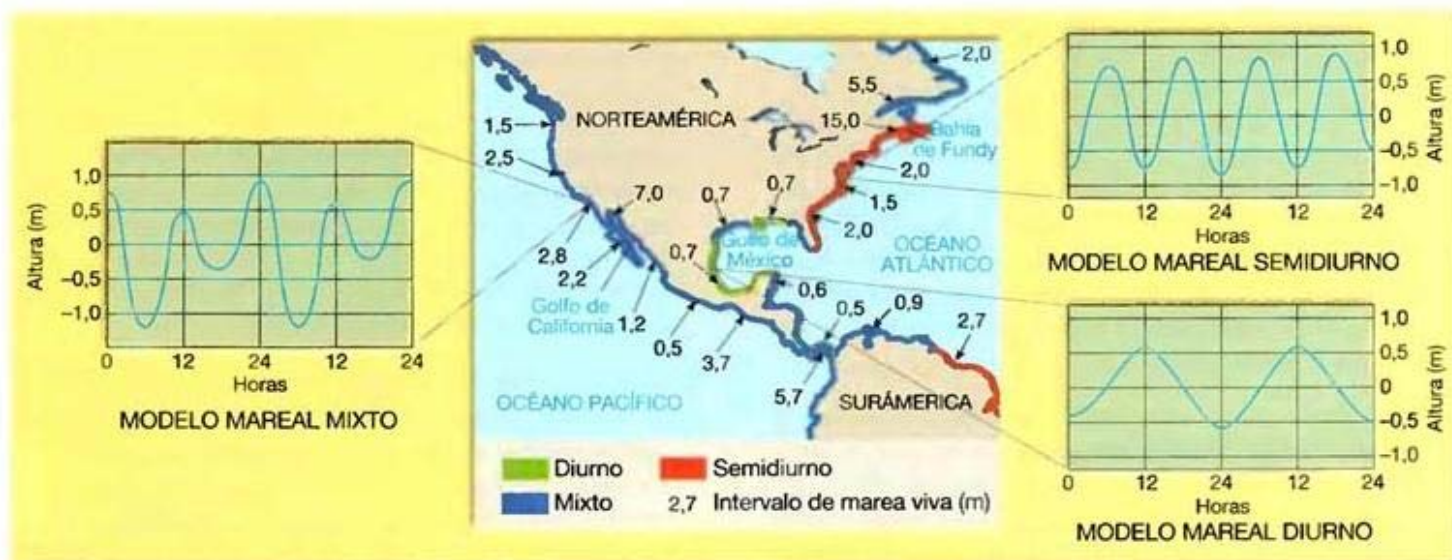 1,0
0,5
0
−0,5
−1,0
Altura (m)
0 12 24 12 24
Horas
MODELO MAREAL MIXTO
NORTEAMÉRICA
2,0
5,5
15,0
Bahía
de Fundy
1,5
2,5
7,0
0,7
0,7
2,0
1,5
2,0
2,8
2,2
0,7
Golfo de
México
OCÉANO
ATLÁNTICO
Golfo de
California
1,2
0,5
3,7
0,6
0,5
0,9
2,7
5,7
OCÉANO PACÍFICO
SURÁMERICA
Diurno
Semidiurno
Mixto
2,7 Intervalo de marea viva (m)
1,0
0,5
0
−0,5
−1,0
Altura (m)
0 12 24 12 24
Horas
MODELO MAREAL SEMIDIURNO
1,0
0,5
0
−0,5
−1,0
Altura (m)
0 12 24 12 24
Horas
MODELO MAREAL DIURNO